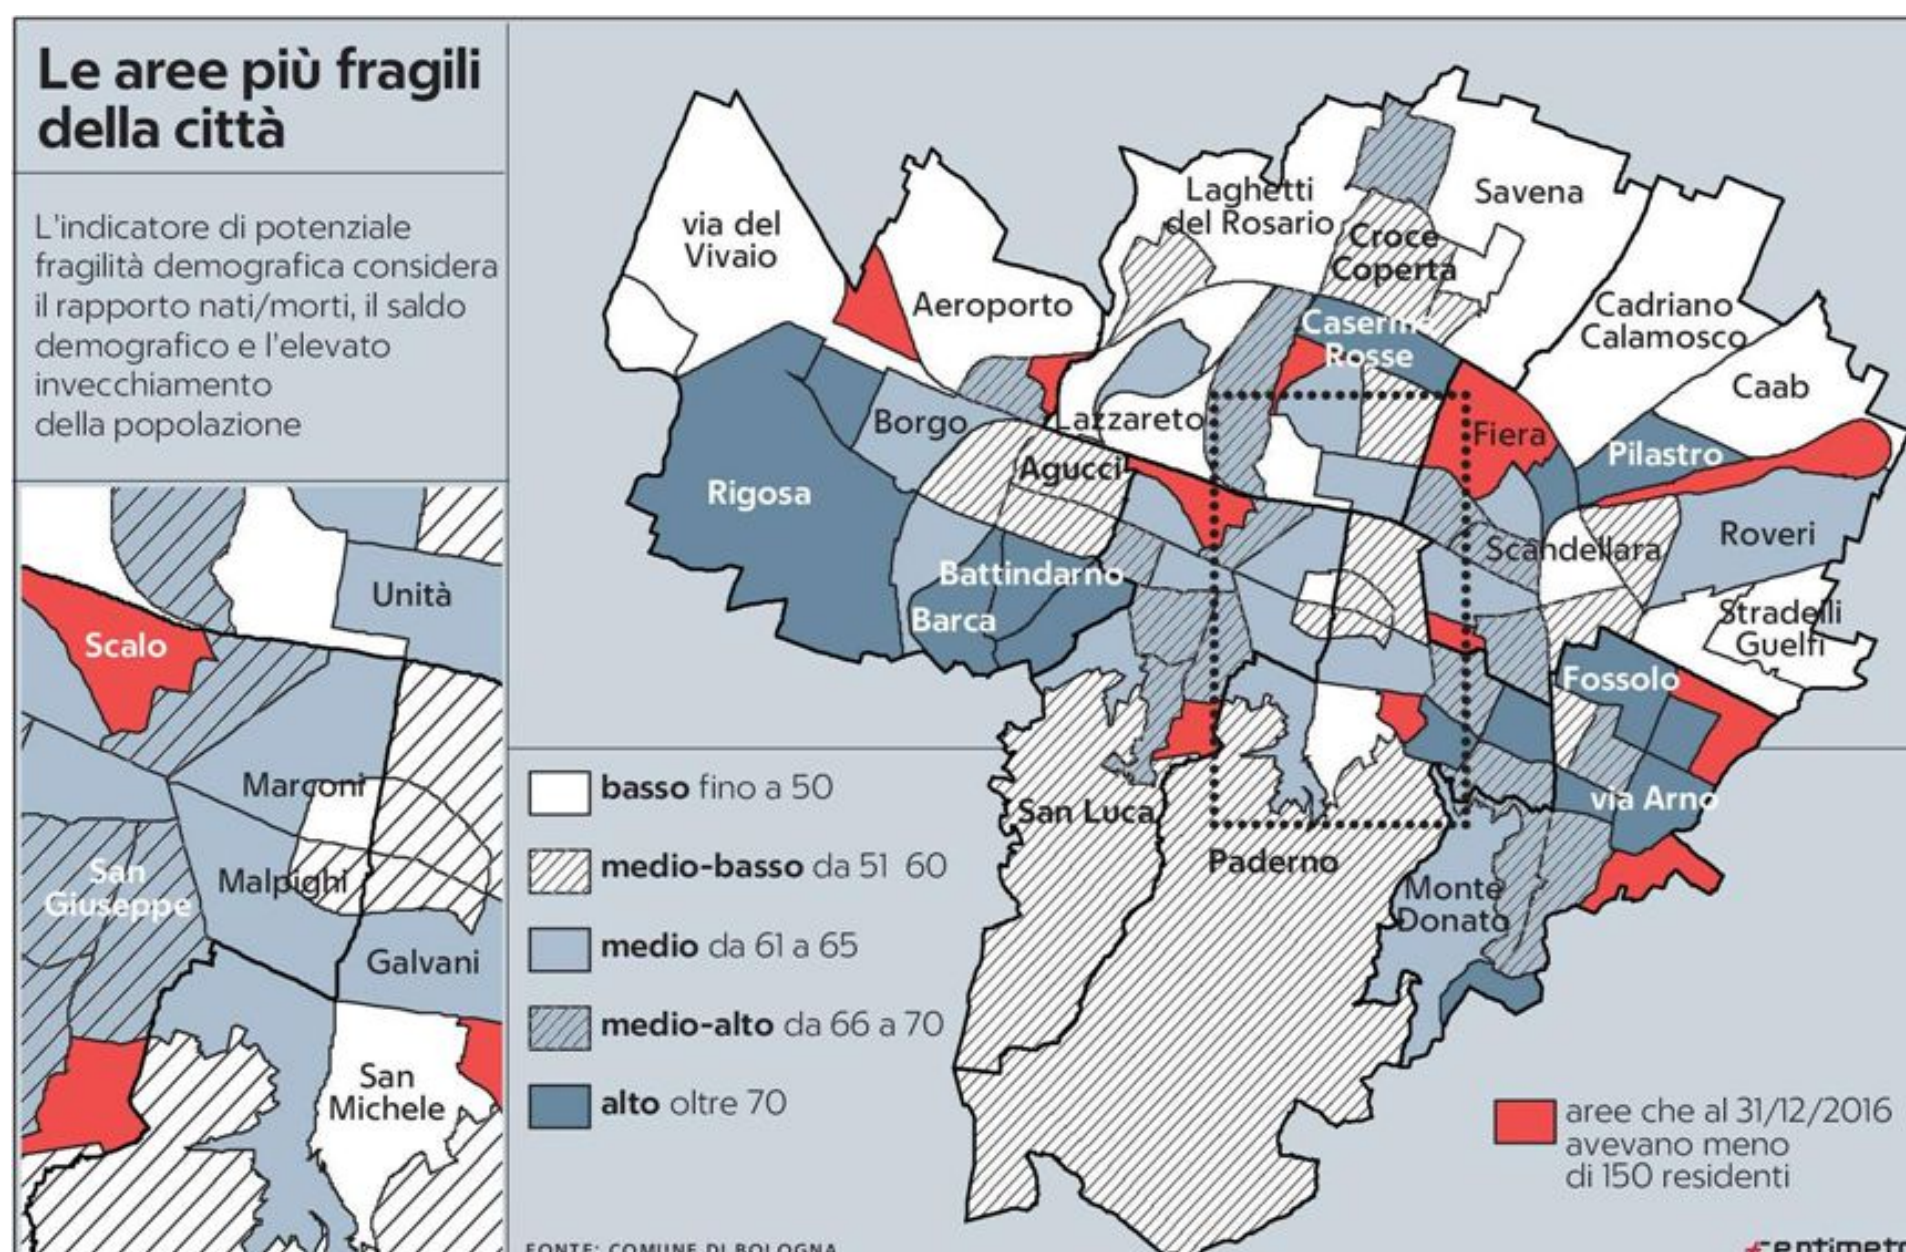 Le aree più fragili
della città
L'indicatore di potenziale
fragilità demografica considera
il rapporto nati/morti, il saldo
demografico e l'elevato
invecchiamento
della popolazione
Unità
Scalo
Marconi
San
Giuseppe
Malpighi
Galvani
San
Michele
via del
Vivaio
Aeroporto
Laghetti
del Rosario
Savena
Croce
Coperta
Cadriano
Calamosco
Caserme
Rosse
Caab
Borgo
Lazzareto
Fiera
Agucci
Pilastro
Rigosa
Roveri
Scandellara
Battindarno
Barca
Stradelli
Guelfi
Fossolo
San Luca
via Arno
Paderno
Monte
Donato
basso fino a 50
medio-basso da 51 60
medio da 61 a 65
medio-alto da 66 a 70
alto oltre 70
aree che al 31/12/2016
avevano meno
di 150 residenti
FONTE: COMUNE DI BOLOGNA
centimetr